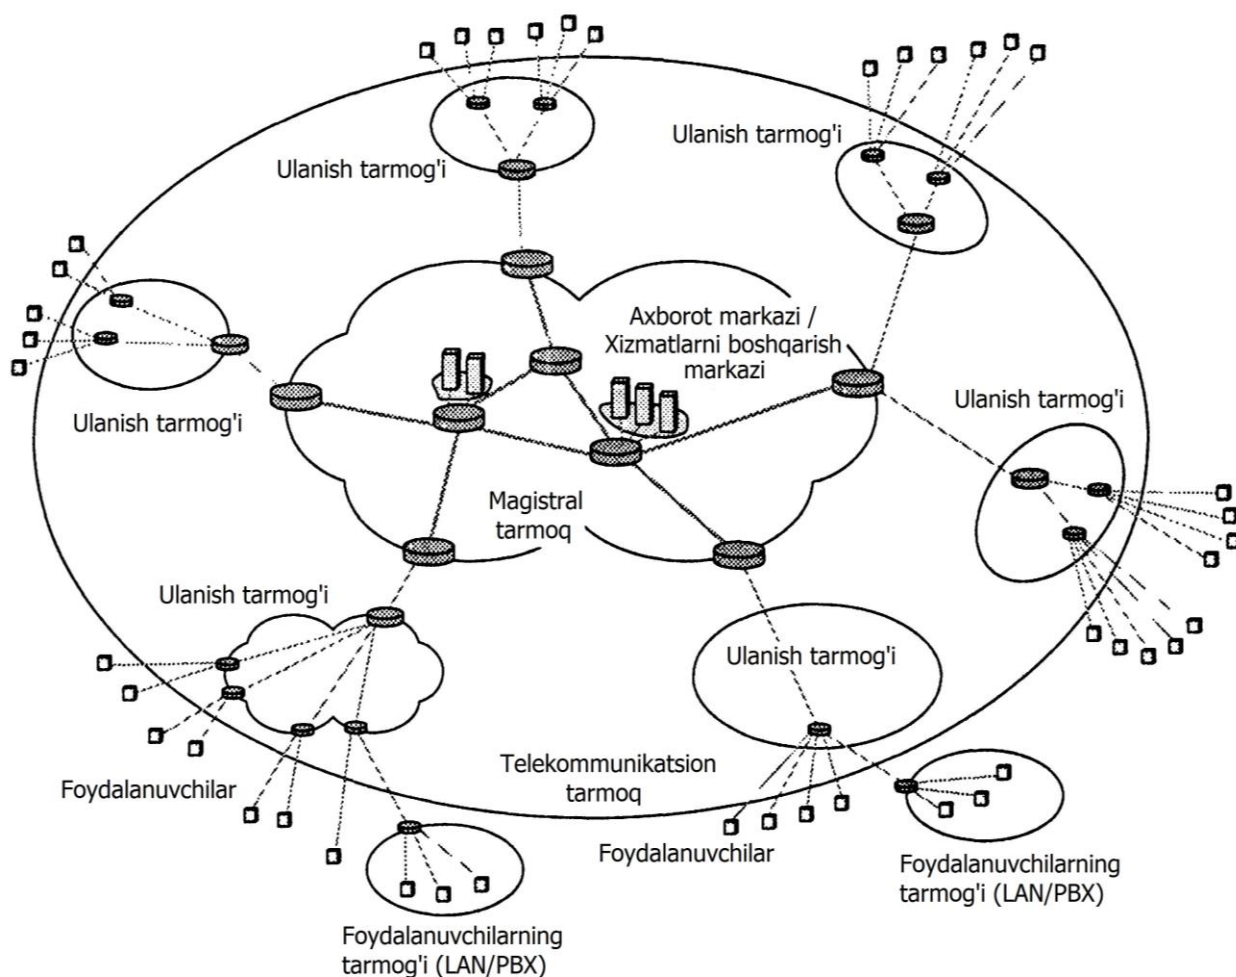 Ulanish tarmog'i
Ulanish tarmog'i
Axborot markazi /
Xizmatlarni boshqarish
markazi
Ulanish tarmog'i
Ulanish tarmog'i
Magistral
tarmoq
Ulanish tarmog'i
Ulanish tarmog'i
Telekommunikatsion
tarmoq
Foydalanuvchilar
Foydalanuvchilar
Foydalanuvchilarning
tarmog'i (LAN/PBX)
Foydalanuvchilarning
tarmog'i (LAN/PBX)